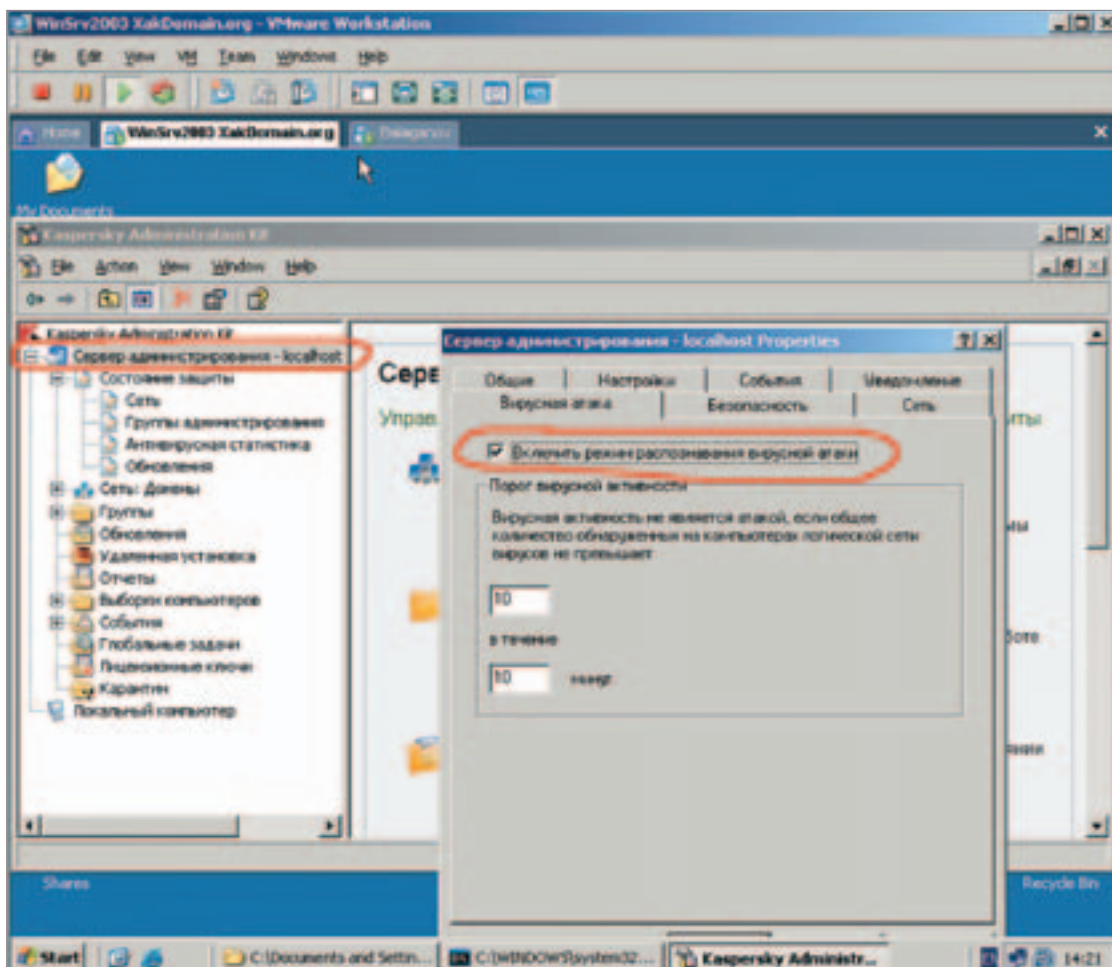 WinSrv2003 XakDomain.org - VMware Workstation
File Edit View VM Team Windows Help
Home WinSrv2003 XakDomain.org
My Documents
Kaspersky Administration Kit
File Action View Window Help
Kaspersky Administration Kit
Сервер администрирования - localhost
Состояние защиты
Сеть
Группы администрирования
Антивирусная статистика
Обновления
Сеть: Домены
Группы
Обновления
Удаленная установка
Отчеты
Выборки компьютеров
События
Глобальные задачи
Лицензионные ключи
Карантин
Локальный компьютер
Серв
Управ
Сервер администрирования - localhost Properties
Общие Настройки События Уведомление
Вирусная атака Безопасность Сеть
Включить режим распознавания вирусной атаки
Порог вирусной активности
Вирусная активность не является атакой, если общее
количество обнаруженных на компьютерах логической сети
вирусов не превышает
10
в течение
10 минут
иты
боте
Shares
Recycle Bin
Start C:\Documents and Settin... C:\WINDOWS\system32... Kaspersky Administr... 14:21